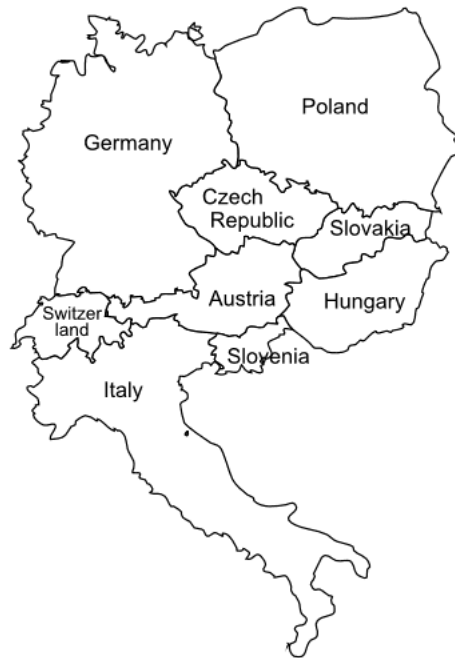 Poland
Germany
Czech
Republic
Slovakia
Austria
Hungary
Switzer
land
Slovenia
Italy